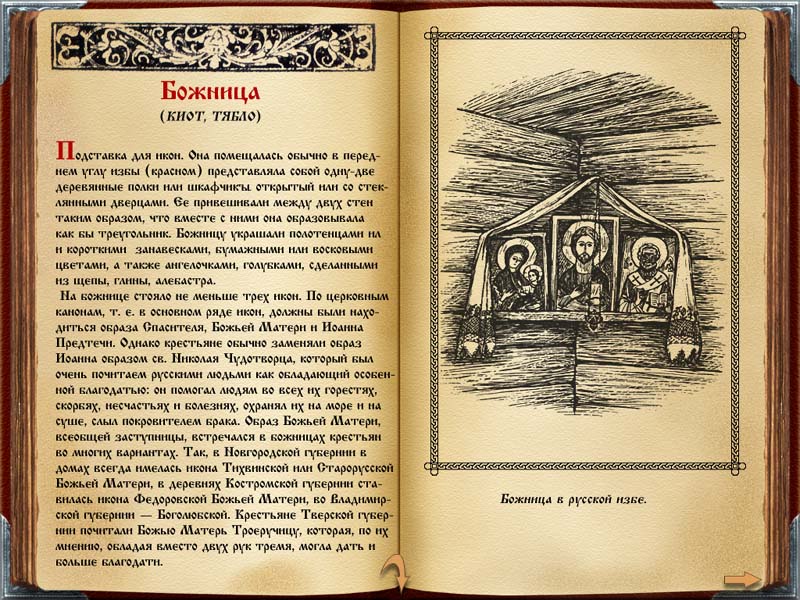 Божница
(КИОТ, ТЯБЛО)
Подставка для икон. Она помещалась обычно в перед-
нем углу избы (красном) представляла собой одну-две
деревянные полки или шкафчикъ открытый или со стек-
лянными дверцами. Ее привешивали между двух стен
таким образом, что вместе с ними она образовывала
как бы треугольник. Божницу украшали полотенцами ил
и короткими занавесками, бумажными или восковыми
цветами, а также ангелочками, голубками, сделанными
из щепы, глины, алебастра.
На божнице стояло не меньше трех икон. По церковным
канонам, т. е. в основном ряде икон, должны были нахо-
диться образа Спасителя, Божьей Матери и Иоанна
Предтечи. Однако крестьяне обычно заменяли образ
Иоанна образом св. Николая Чудотворца, который был
очень почитаем русскими людьми как обладающий особен-
ной благодатью: он помогал людям во всех их горестях,
скорбях, несчастьях и болезнях, охранял их на море и на
суше, слыл покровителем брака. Образ Божьей Матери,
всеобщей заступницы, встречался в божницах крестьян
во многих вариантах. Так, в Новгородской губернии в
домах всегда имелась икона Тихвинской или Старорусской
Божьей Матери, в деревнях Костромской губернии ста-
вилась икона Федоровской Божьей Матери, во Владимир-
ской губернии — Боголюбской. Крестьяне Тверской губер-
нии почитали Божью Матерь Троеручицу, которая, по их
мнению, обладая вместо двух рук тремя, могла дать и
больше благодати.
Божница в русской избе.